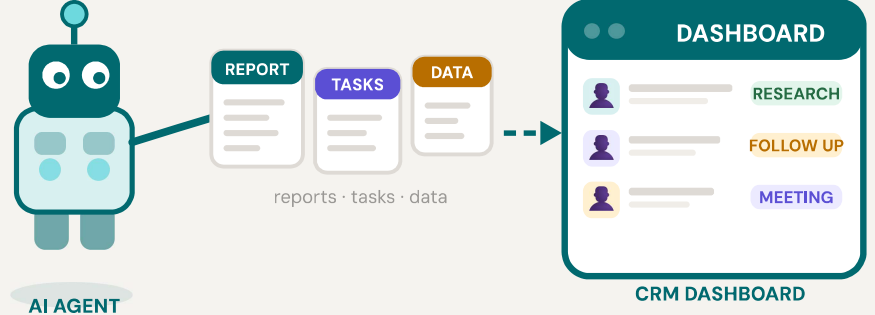 REPORT
TASKS
DATA
reports · tasks · data
AI AGENT
DASHBOARD
RESEARCH
FOLLOW UP
MEETING
CRM DASHBOARD